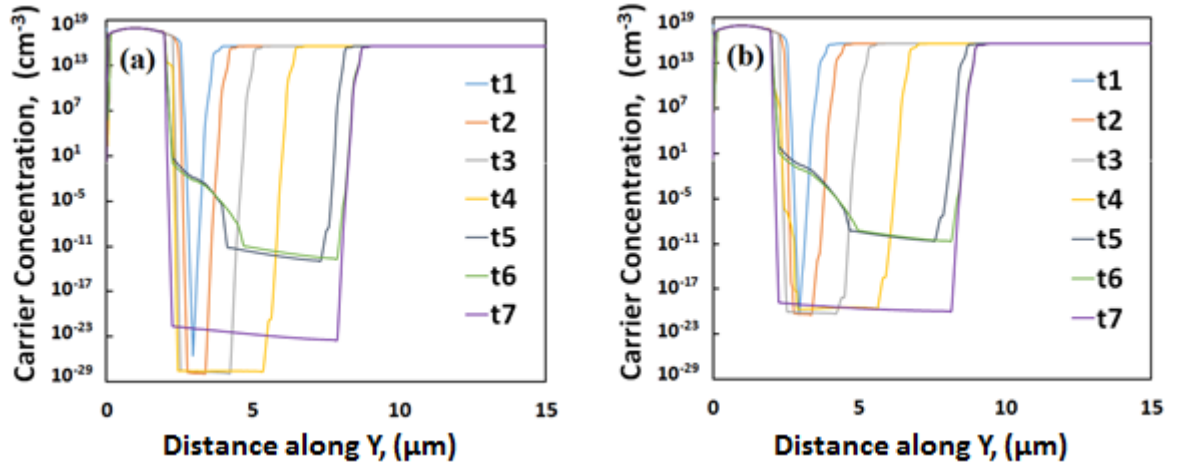 (a)
Carrier Concentration, (cm-3)
10^19
10^13
10^7
10^1
10^-5
10^-11
10^-17
10^-23
10^-29
0
5
10
15
Distance along Y, (μm)
t1
t2
t3
t4
t5
t6
t7
(b)
Carrier Concentration, (cm-3)
10^19
10^13
10^7
10^1
10^-5
10^-11
10^-17
10^-23
10^-29
0
5
10
15
Distance along Y, (μm)
t1
t2
t3
t4
t5
t6
t7